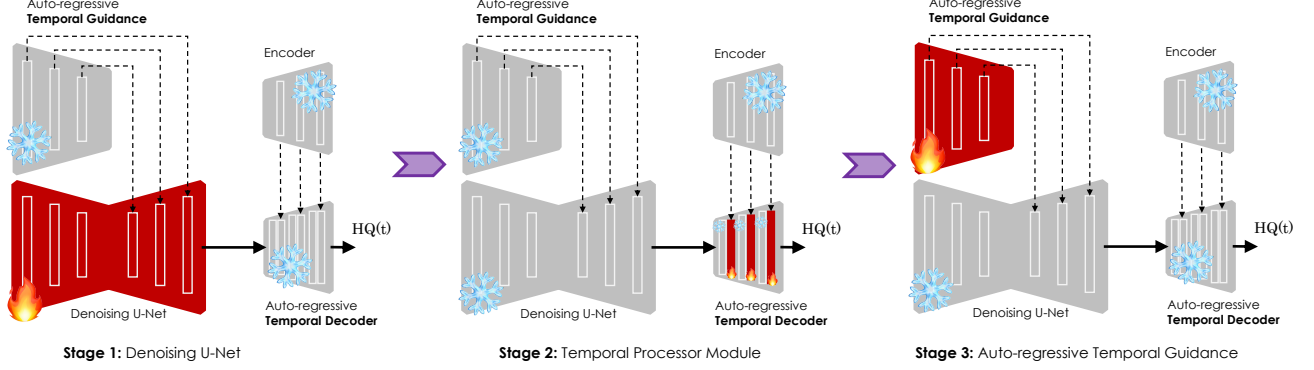 Auto-regressive
Temporal Guidance
Encoder
HQ(t)
Denoising U-Net
Auto-regressive
Temporal Decoder
Stage 1: Denoising U-Net
Auto-regressive
Temporal Guidance
Encoder
HQ(t)
Denoising U-Net
Auto-regressive
Temporal Decoder
Stage 2: Temporal Processor Module
Auto-regressive
Temporal Guidance
Encoder
HQ(t)
Denoising U-Net
Auto-regressive
Temporal Decoder
Stage 3: Auto-regressive Temporal Guidance